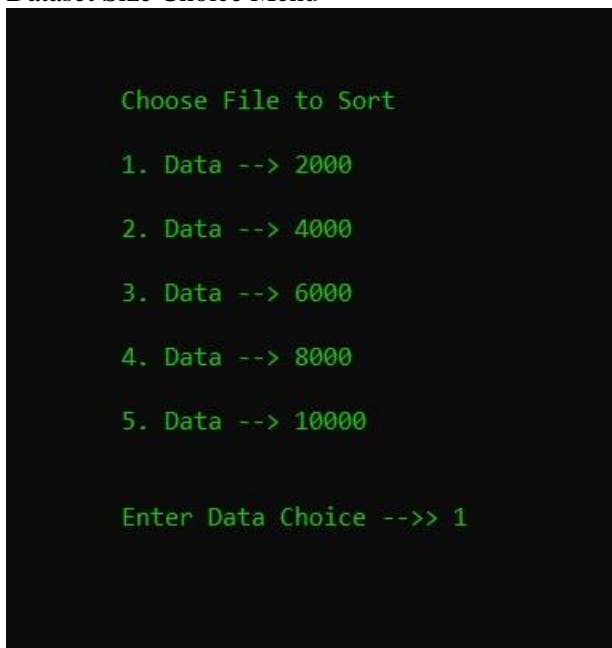 Dataset Size Choice Menu
Choose File to Sort
1. Data --> 2000
2. Data --> 4000
3. Data --> 6000
4. Data --> 8000
5. Data --> 10000
Enter Data Choice -->> 1